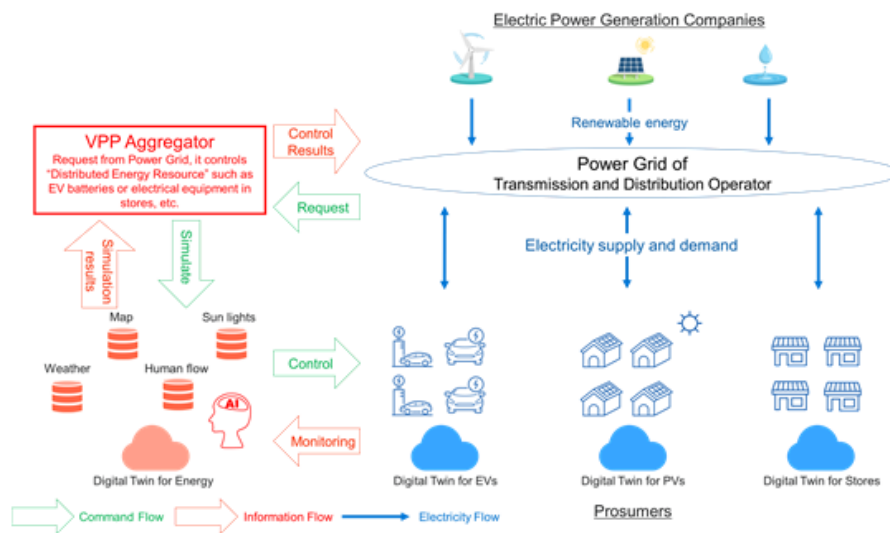 Electric Power Generation Companies
Renewable energy
VPP Aggregator
Request from Power Grid, it controls
“Distributed Energy Resource” such as
EV batteries or electrical equipment in
stores, etc.
Control
Results
Request
Power Grid of
Transmission and Distribution Operator
Simulation
results
Simulate
Electricity supply and demand
Map
Sun lights
Weather
Human flow
AI
Control
Monitoring
Digital Twin for Energy
Digital Twin for EVs
Digital Twin for PVs
Digital Twin for Stores
Prosumers
Command Flow
Information Flow
Electricity Flow